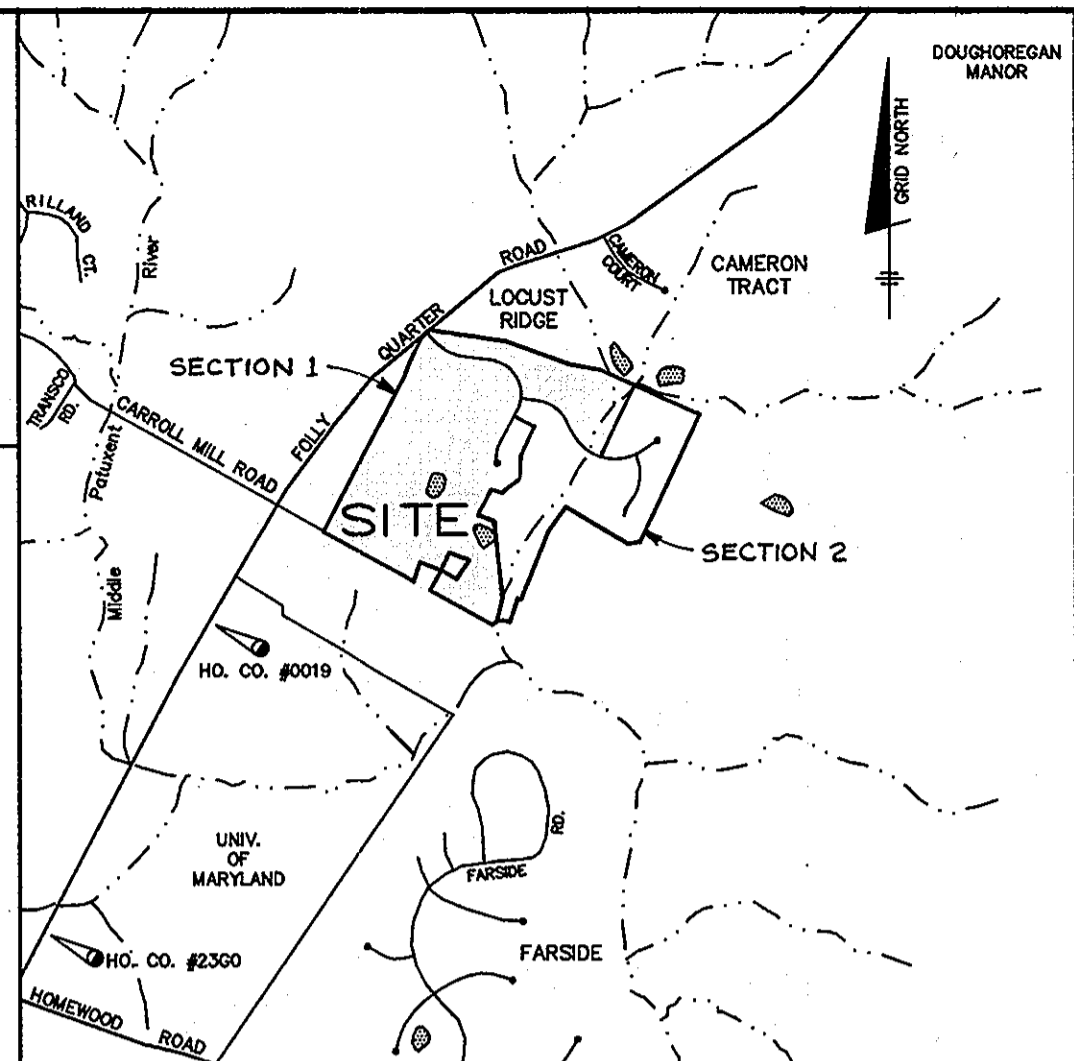 DOUGHOREGAN
MANOR
GRID NORTH
RILLAND
CT.
River
ROAD
CAMERON
COURT
CAMERON
TRACT
LOCUST
RIDGE
QUARTER
SECTION 1
TRANSCO
RD.
CARROLL MILL ROAD
FOLLY
Patuxent
SITE
SECTION 2
Middle
HO. CO. #0019
UNIV.
OF
MARYLAND
RD.
FARSIDE
FARSIDE
HO. CO. #23G0
HOMEWOOD
ROAD